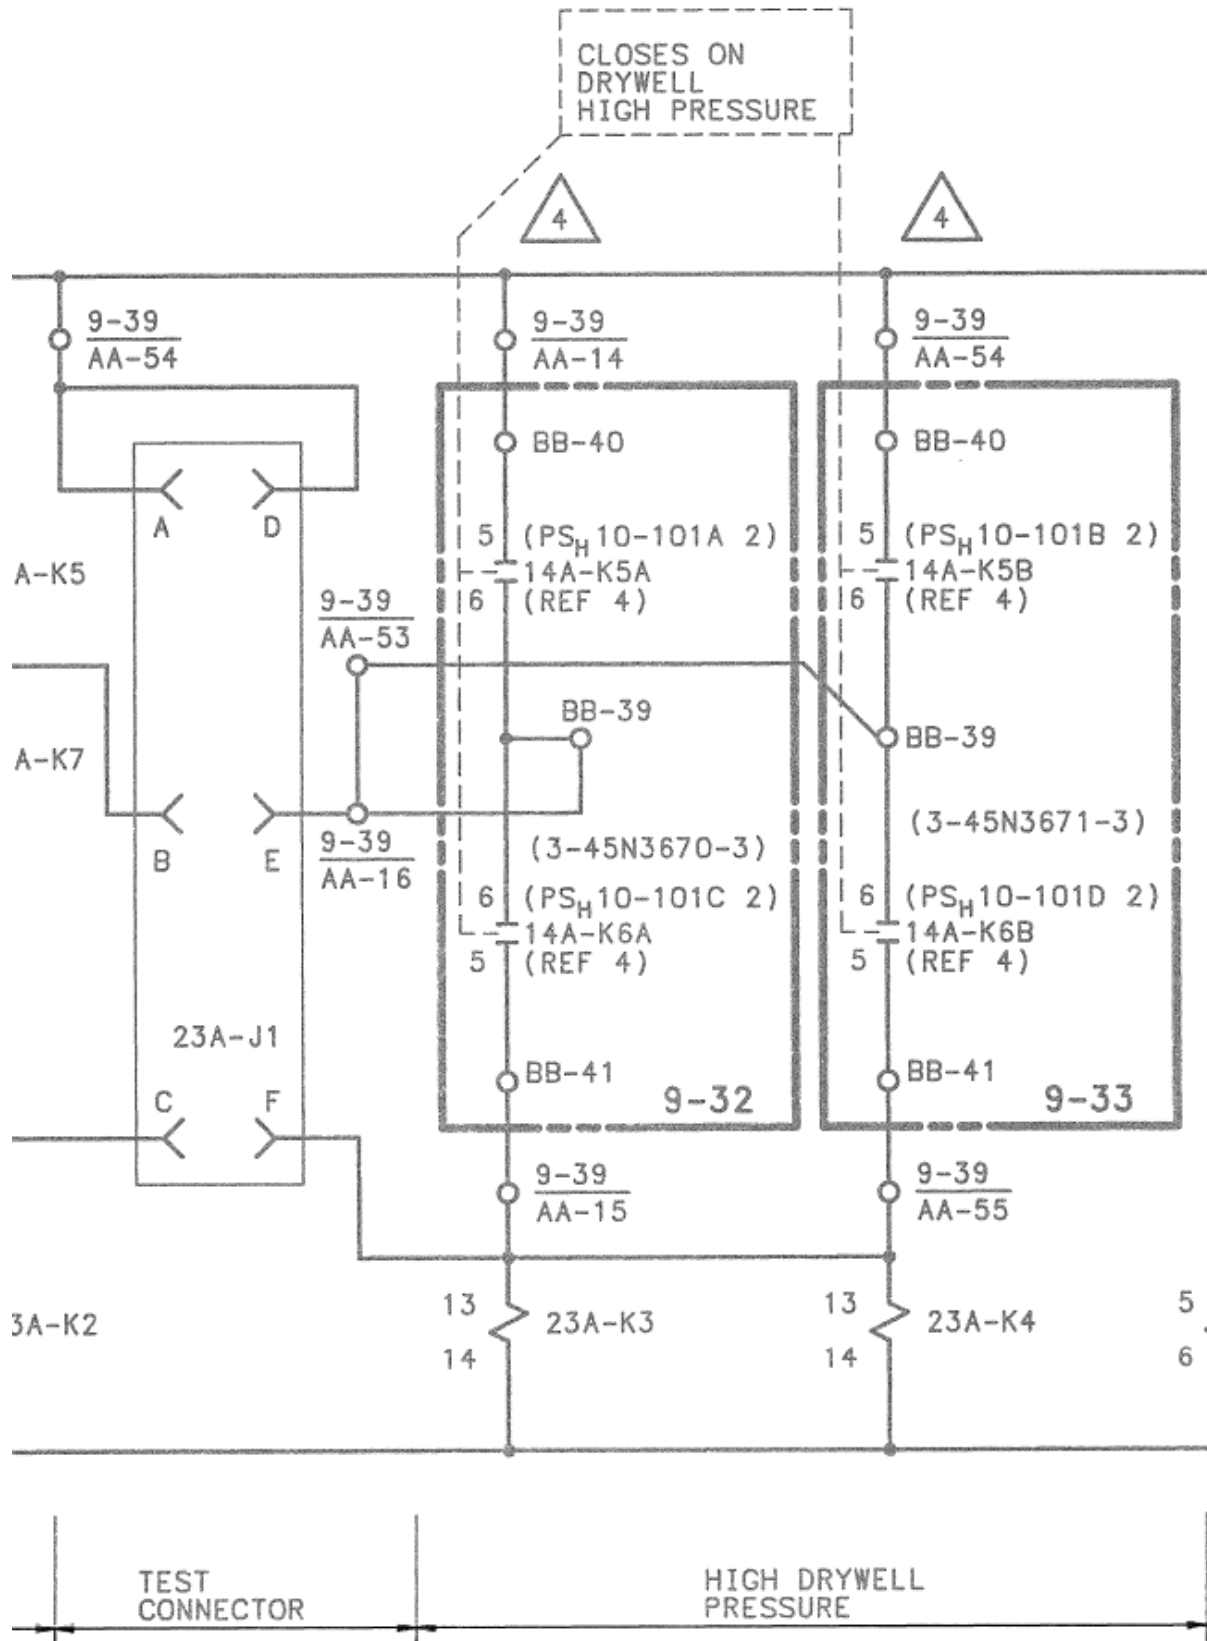 CLOSES ON
DRYWELL
HIGH PRESSURE
4
4
9-39
AA-54
9-39
AA-14
9-39
AA-54
BB-40
BB-40
A
D
5 (PSH10-101A 2)
14A-K5A
6 (REF 4)
5 (PSH10-101B 2)
14A-K5B
6 (REF 4)
A-K5
9-39
AA-53
BB-39
BB-39
A-K7
B
E
9-39
AA-16
(3-45N3670-3)
(3-45N3671-3)
6 (PSH10-101C 2)
14A-K6A
5 (REF 4)
6 (PSH10-101D 2)
14A-K6B
5 (REF 4)
23A-J1
C
F
BB-41
9-32
BB-41
9-33
9-39
AA-15
9-39
AA-55
3A-K2
13
14
23A-K3
13
14
23A-K4
5
6
TEST
CONNECTOR
HIGH DRYWELL
PRESSURE